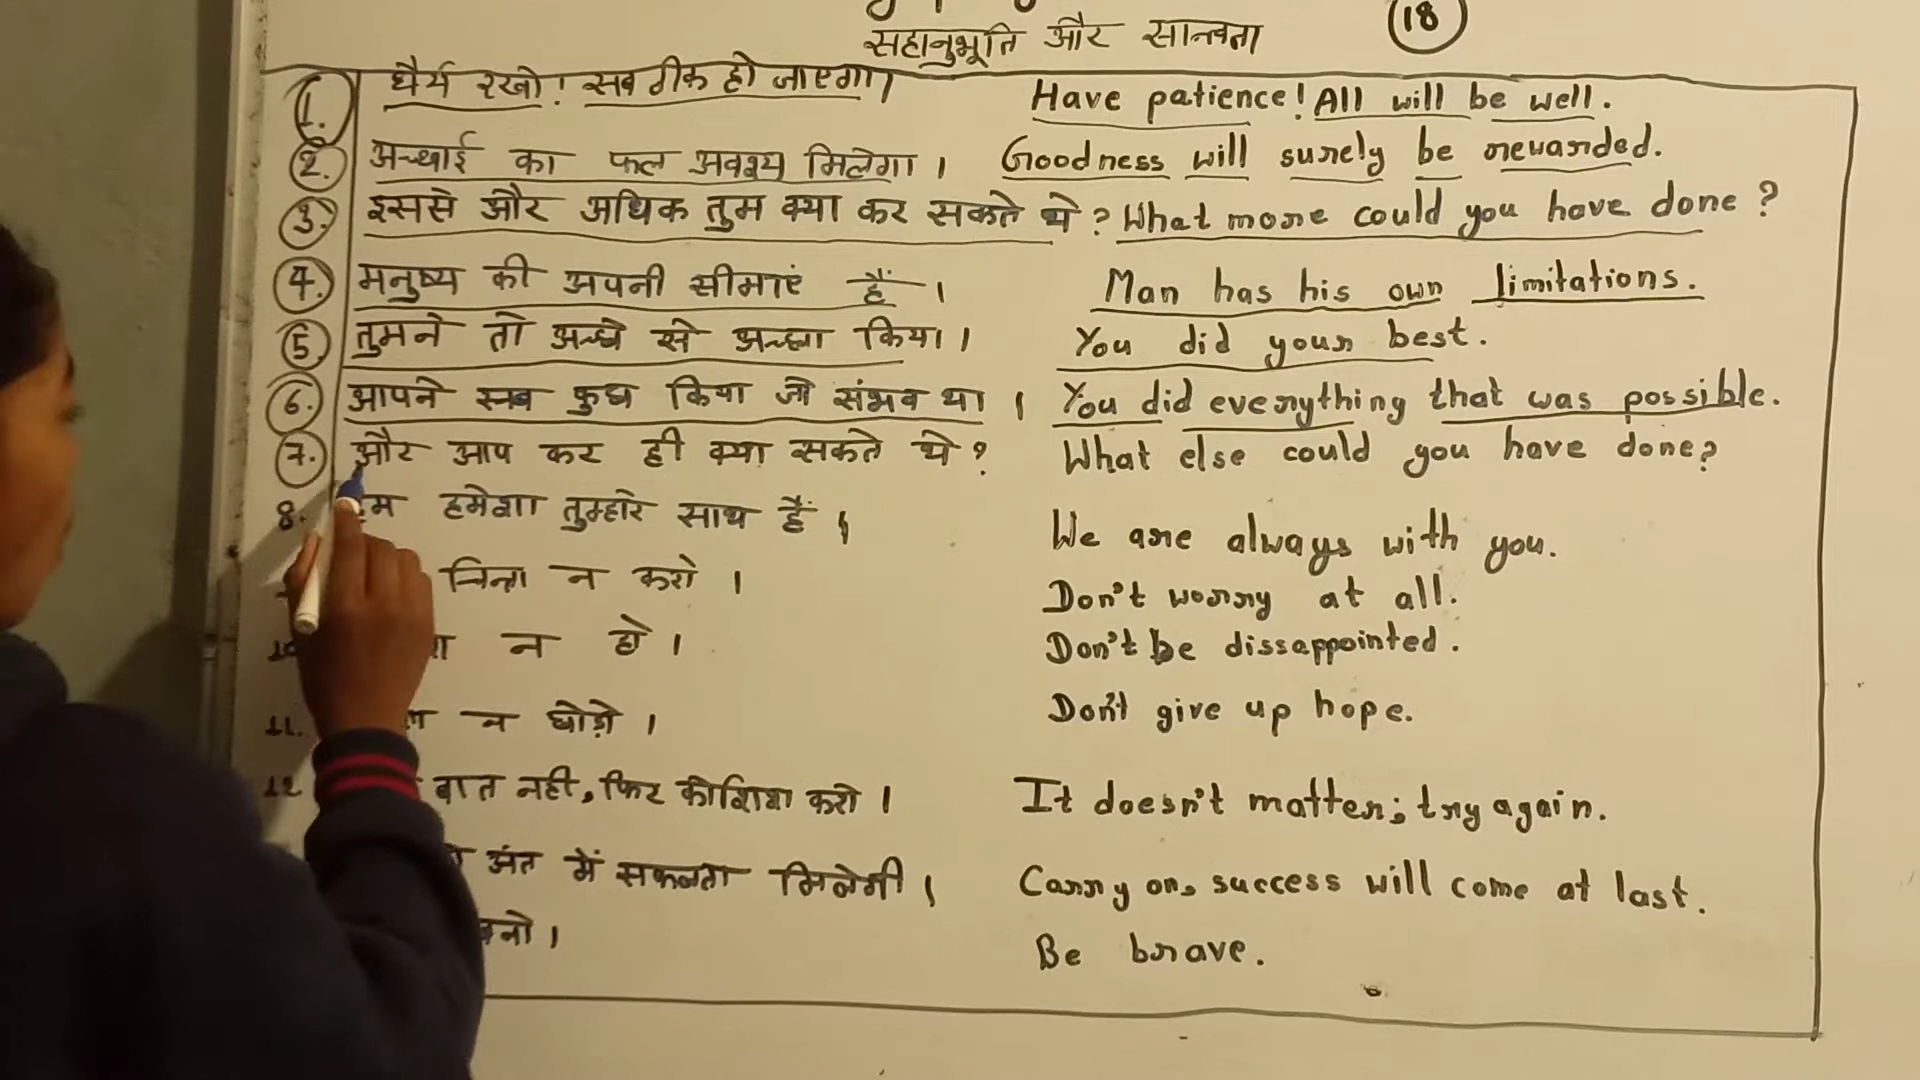 सहानुभूति और सान्त्वना
18
1. धैर्य रखो! सब ठीक हो जाएगा। Have patience! All will be well.
2. अच्छाई का फल अवश्य मिलेगा। Goodness will surely be rewarded.
3. इससे और अधिक तुम क्या कर सकते थे? What more could you have done?
4. मनुष्य की अपनी सीमाएं हैं। Man has his own limitations.
5. तुमने तो अच्छे से अच्छा किया। You did your best.
6. आपने सब कुछ किया जो संभव था। You did everything that was possible.
7. और आप कर ही क्या सकते थे? What else could you have done?
8. हम हमेशा तुम्हारे साथ हैं। We are always with you.
चिन्ता न करो। Don't worry at all.
10 न हो। Don't be dissappointed.
11. न छोड़ो। Don't give up hope.
12 बात नही, फिर कोशिश करो। It doesn't matter; try again.
अंत में सफलता मिलेगी। Carry on, success will come at last.
बनो। Be brave.